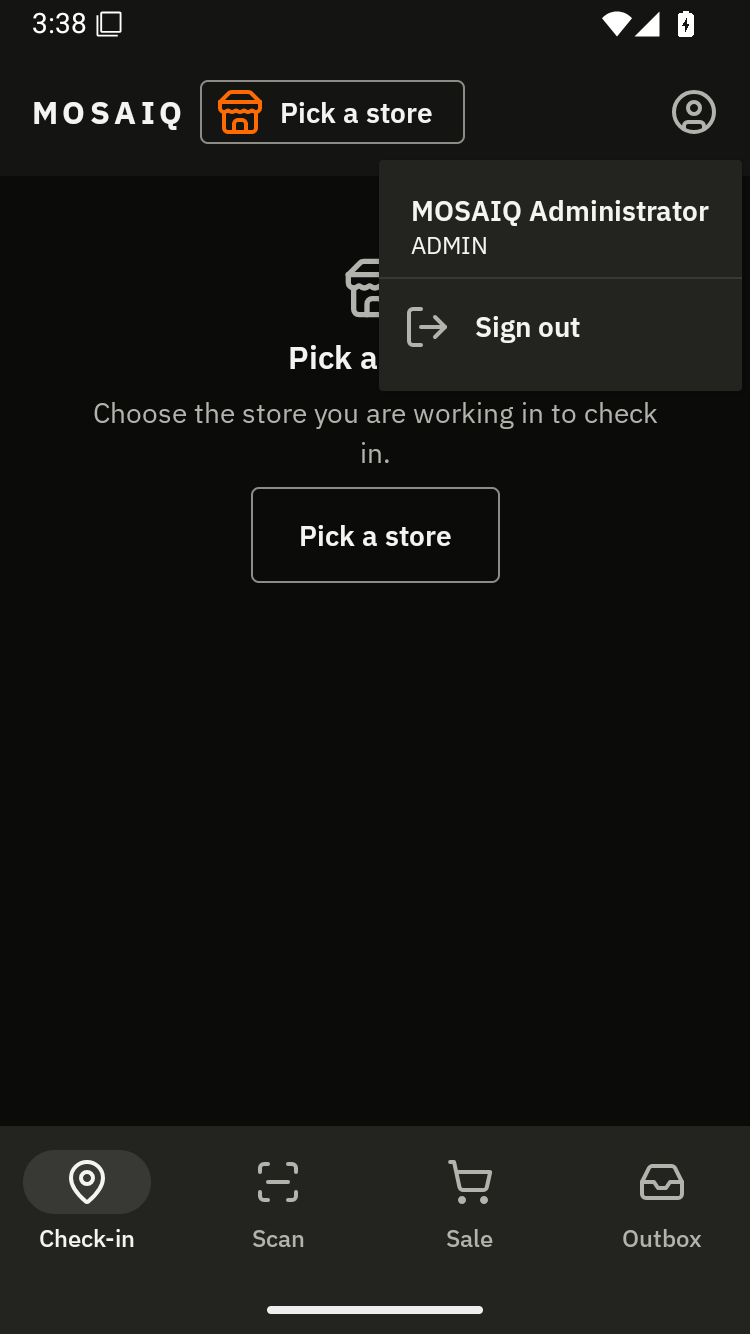 3:38
MOSAIQ
Pick a store
MOSAIQ Administrator
ADMIN
Sign out
Pick a
Choose the store you are working in to check
in.
Pick a store
Check-in
Scan
Sale
Outbox